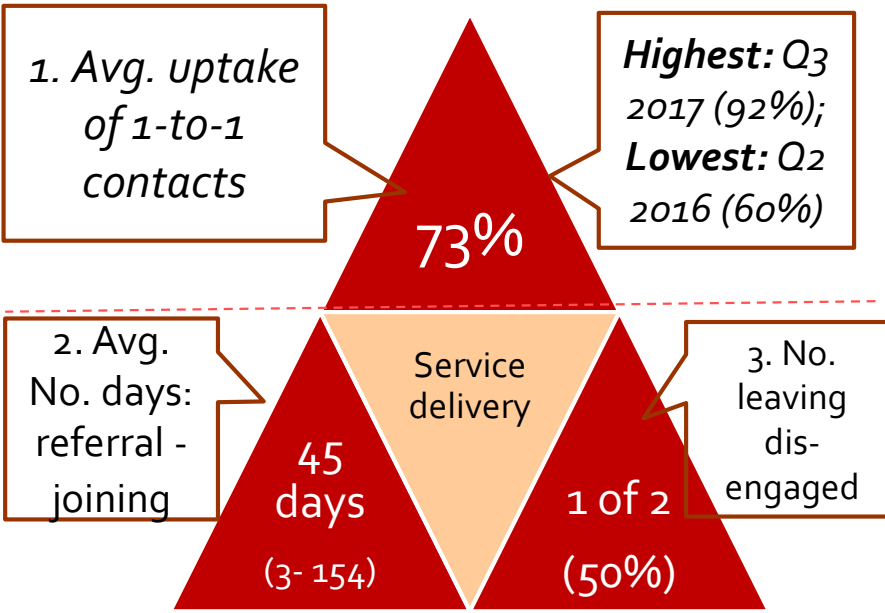 1. Avg. uptake
of 1-to-1
contacts
Highest: Q3
2017 (92%);
Lowest: Q2
2016 (60%)
73%
2. Avg.
No. days:
referral -
joining
Service
delivery
3. No.
leaving
dis-
engaged
45
days
(3- 154)
1 of 2
(50%)